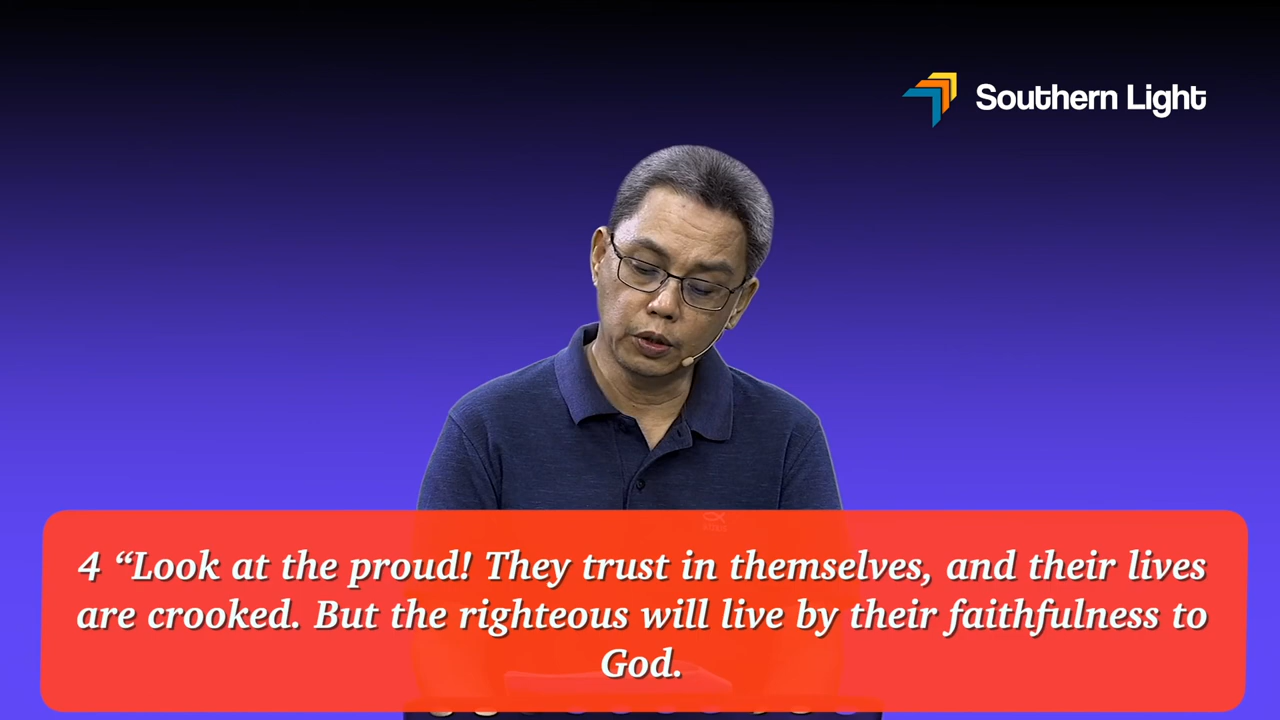 Southern Light
4 “Look at the proud! They trust in themselves, and their lives
are crooked. But the righteous will live by their faithfulness to
God.